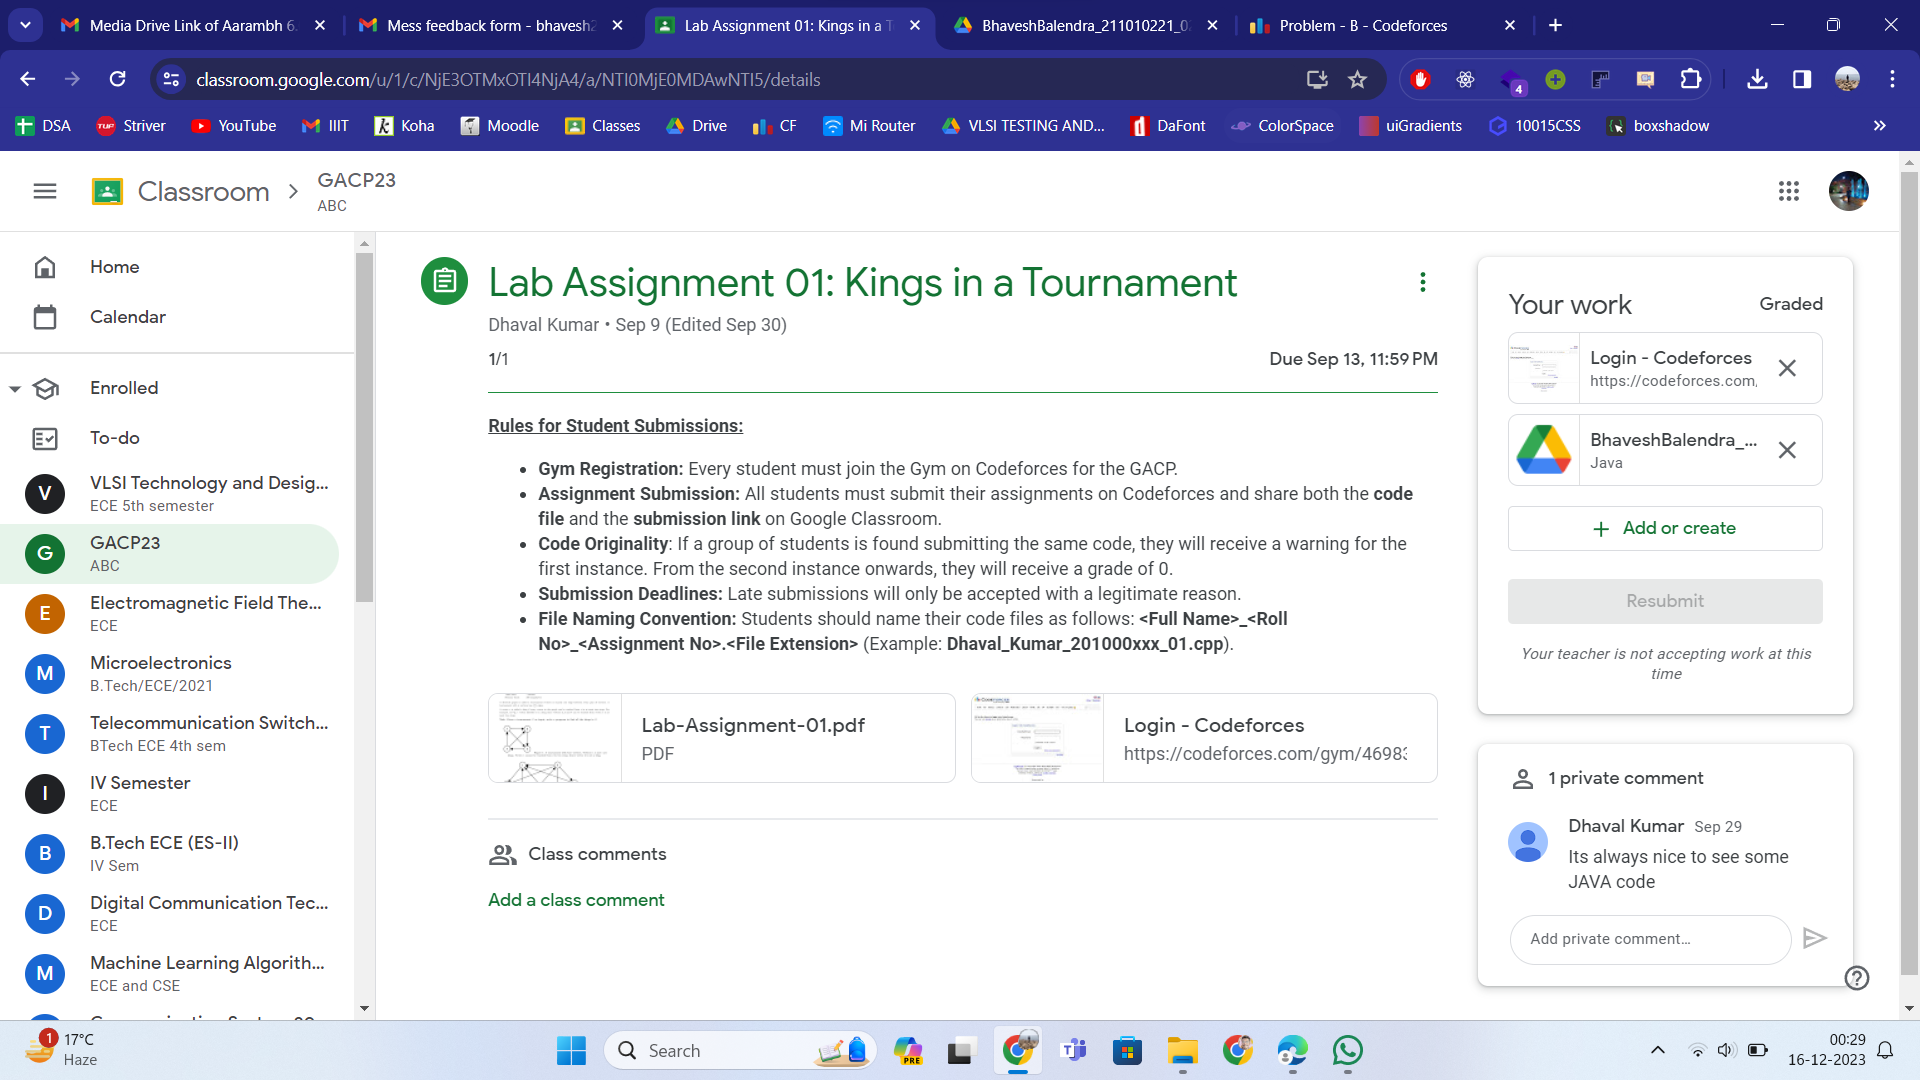 Media Drive Link of Aarambh 6.
Mess feedback form - bhavesh2
Lab Assignment 01: Kings in a T
BhaveshBalendra_211010221_0
Problem - B - Codeforces
classroom.google.com/u/1/c/NjE3OTMxOTI4NjA4/a/NTI0MjE0MDAwNTI5/details
4
DSA
Striver
YouTube
IIIT
Koha
Moodle
Classes
Drive
CF
Mi Router
VLSI TESTING AND...
DaFont
ColorSpace
uiGradients
10015CSS
boxshadow
Classroom
GACP23
ABC
Home
Calendar
Enrolled
To-do
V
VLSI Technology and Desig...
ECE 5th semester
G
GACP23
ABC
E
Electromagnetic Field The...
ECE
M
Microelectronics
B.Tech/ECE/2021
T
Telecommunication Switch...
BTech ECE 4th sem
I
IV Semester
ECE
B
B.Tech ECE (ES-II)
IV Sem
D
Digital Communication Tec...
ECE
M
Machine Learning Algorith...
ECE and CSE
Lab Assignment 01: Kings in a Tournament
Dhaval Kumar • Sep 9 (Edited Sep 30)
1/1
Due Sep 13, 11:59 PM
Rules for Student Submissions:
• Gym Registration: Every student must join the Gym on Codeforces for the GACP.
• Assignment Submission: All students must submit their assignments on Codeforces and share both the code
file and the submission link on Google Classroom.
• Code Originality: If a group of students is found submitting the same code, they will receive a warning for the
first instance. From the second instance onwards, they will receive a grade of 0.
• Submission Deadlines: Late submissions will only be accepted with a legitimate reason.
• File Naming Convention: Students should name their code files as follows: <Full Name>_<Roll
No>_<Assignment No>.<File Extension> (Example: Dhaval_Kumar_201000xxx_01.cpp).
Lab-Assignment-01.pdf
PDF
Login - Codeforces
https://codeforces.com/gym/46983
Class comments
Add a class comment
Your work
Graded
Login - Codeforces
https://codeforces.com,
BhaveshBalendra_...
Java
Add or create
Resubmit
Your teacher is not accepting work at this
time
1 private comment
Dhaval Kumar Sep 29
Its always nice to see some
JAVA code
Add private comment...
1
17°C
Haze
Search
PRE
00:29
16-12-2023